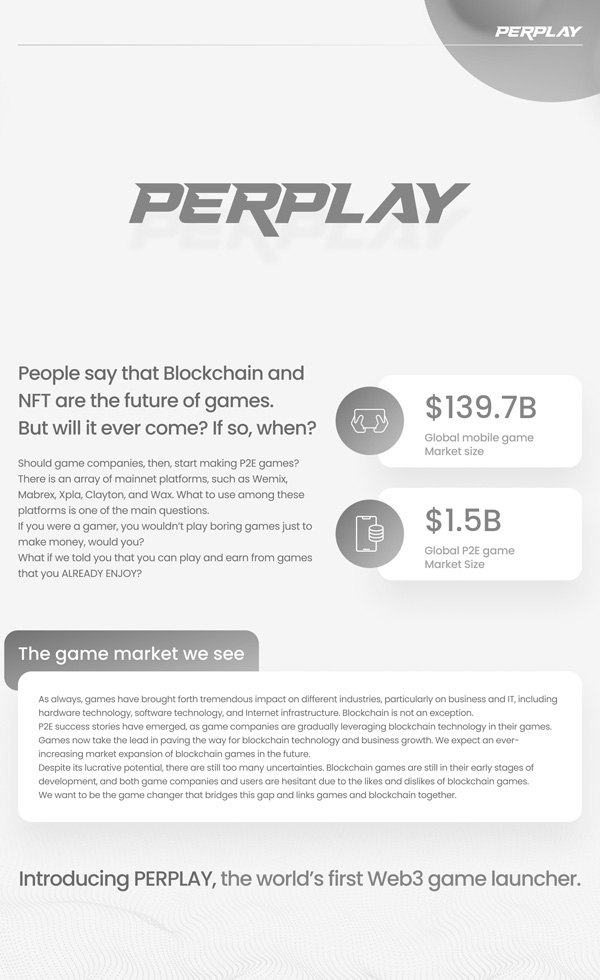 PERPLAY
PERPLAY
People say that Blockchain and
NFT are the future of games.
But will it ever come? If so, when?
Should game companies, then, start making P2E games?
There is an array of mainnet platforms, such as Wemix,
Mabrex, Xpla, Clayton, and Wax. What to use among these
platforms is one of the main questions.
If you were a gamer, you wouldn't play boring games just to
make money, would you?
What if we told you that you can play and earn from games
that you ALREADY ENJOY?
$139.7B
Global mobile game
Market size
$1.5B
Global P2E game
Market Size
The game market we see
As always, games have brought forth tremendous impact on different industries, particularly on business and IT, including
hardware technology, software technology, and Internet infrastructure. Blockchain is not an exception.
P2E success stories have emerged, as game companies are gradually leveraging blockchain technology in their games.
Games now take the lead in paving the way for blockchain technology and business growth. We expect an ever-
increasing market expansion of blockchain games in the future.
Despite its lucrative potential, there are still too many uncertainties. Blockchain games are still in their early stages of
development, and both game companies and users are hesitant due to the likes and dislikes of blockchain games.
We want to be the game changer that bridges this gap and links games and blockchain together.
Introducing PERPLAY, the world's first Web3 game launcher.